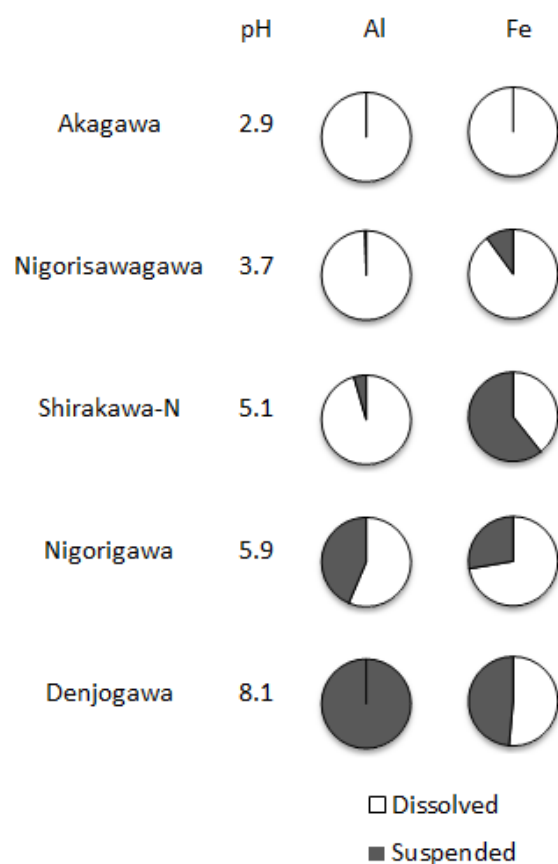 pH Al Fe
Akagawa 2.9
Nigorisawagawa 3.7
Shirakawa-N 5.1
Nigorigawa 5.9
Denjogawa 8.1
Dissolved
Suspended